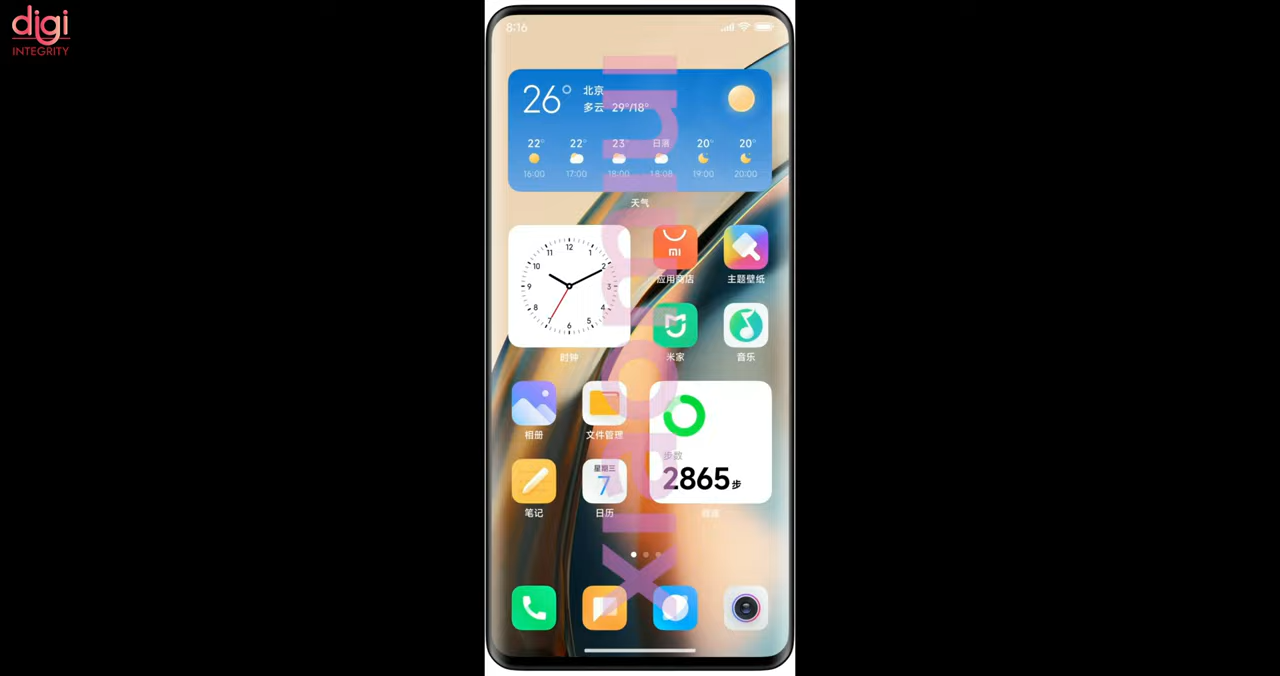 digi
INTEGRITY
8:16
26°
北京
多云 29°/18°
22° 22° 23° 日落 20° 20°
16:00 17:00 18:00 18:08 19:00 20:00
天气
12
11 1
10 2
9 3
8 4
7 5
6
时钟
mi
应用商店 主题壁纸
米家 音乐
相册 文件管理
步数
2865步
星期三
7
笔记 日历
xiaomiui